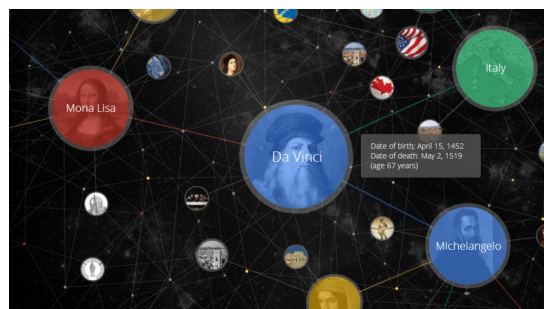 Italy
Mona Lisa
Da Vinci
Date of birth: April 15, 1452
Date of death: May 2, 1519
(age 67 years)
Michelangelo